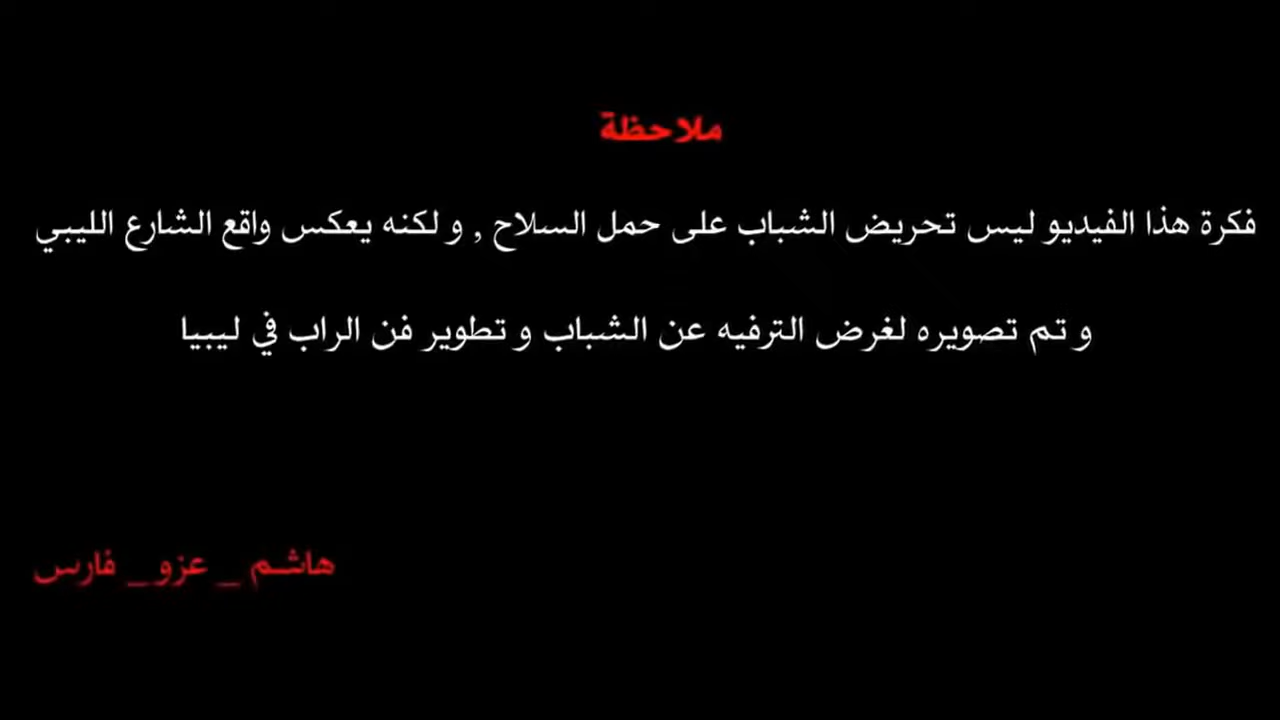 ملاحظة
فكرة هذا الفيديو ليس تحريض الشباب على حمل السلاح , و لكنه يعكس واقع الشارع الليبي
و تم تصويره لغرض الترفيه عن الشباب و تطوير فن الراب في ليبيا
هاشم _ عزو _ فارس